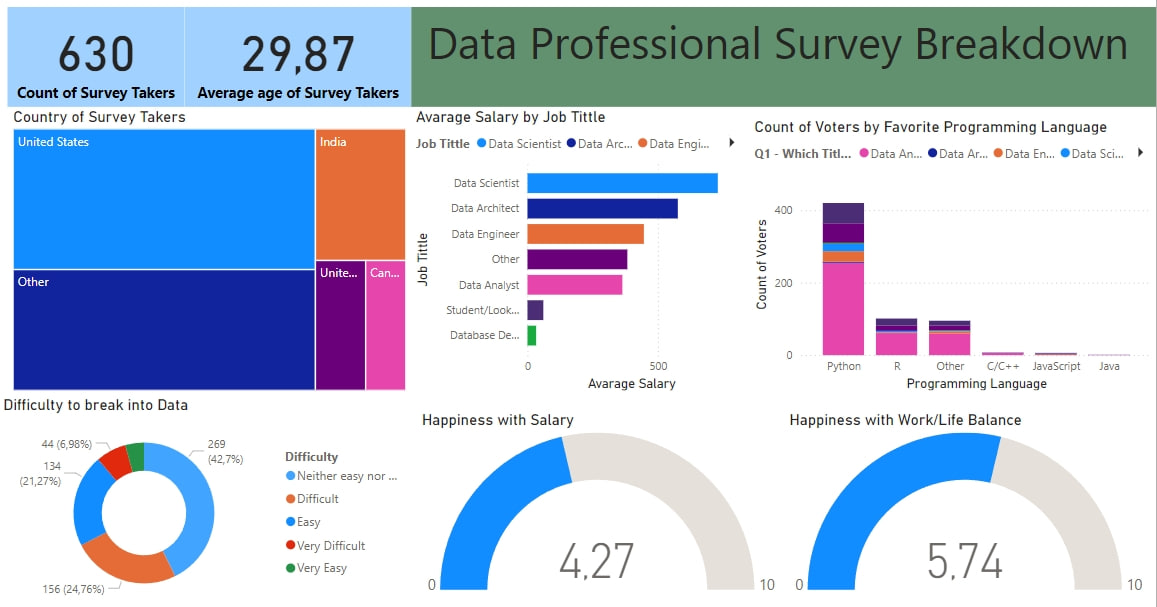 630
Count of Survey Takers
29,87
Average age of Survey Takers
Data Professional Survey Breakdown
Country of Survey Takers
United States
India
Other
Unite...
Can...
Avarage Salary by Job Tittle
Job Tittle
Data Scientist
Data Arc...
Data Engi...
Job Tittle
Data Scientist
Data Architect
Data Engineer
Other
Data Analyst
Student/Look...
Database De...
0
500
Avarage Salary
Count of Voters by Favorite Programming Language
Q1 - Which Titl...
Data An...
Data Ar...
Data En...
Data Sci...
Count of Voters
400
200
0
Python
R
Other
C/C++
JavaScript
Java
Programming Language
Difficulty to break into Data
44 (6,98%)
134
(21,27%)
156 (24,76%)
269
(42,7%)
Difficulty
Neither easy nor ...
Difficult
Easy
Very Difficult
Very Easy
Happiness with Salary
4,27
0
10
Happiness with Work/Life Balance
5,74
0
10